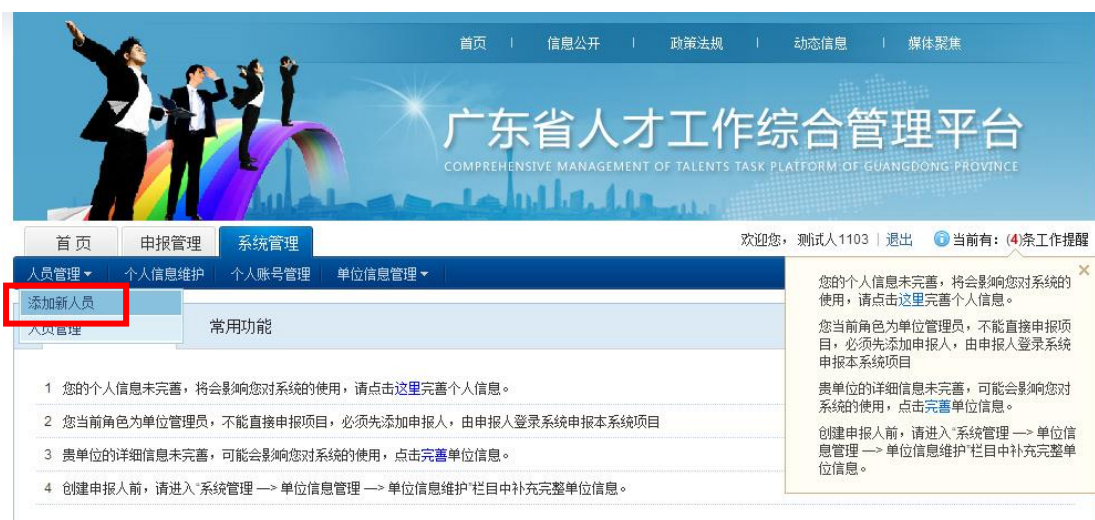 首页 | 信息公开 | 政策法规 | 动态信息 | 媒体聚焦
广东省人才工作综合管理平台
COMPREHENSIVE MANAGEMENT OF TALENTS TASK PLATFORM OF GUANGDONG PROVINCE
首 页 申报管理 系统管理
欢迎您, 测试人1103 | 退出 当前有: (4)条工作提醒
人员管理 个人信息维护 个人账号管理 单位信息管理
添加新人员
人员管理
常用功能
1 您的个人信息未完善,将会影响您对系统的使用,请点击这里完善个人信息。
2 您当前角色为单位管理员,不能直接申报项目,必须先添加申报人,由申报人登录系统申报本系统项目
3 贵单位的详细信息未完善,可能会影响您对系统的使用,点击完善单位信息。
4 创建申报人前,请进入“系统管理 —> 单位信息管理 —> 单位信息维护”栏目中补充完整单位信息。
您的个人信息未完善,将会影响您对系统的
使用,请点击这里完善个人信息。
您当前角色为单位管理员,不能直接申报项
目,必须先添加申报人,由申报人登录系统
申报本系统项目
贵单位的详细信息未完善,可能会影响您对
系统的使用,点击完善单位信息。
创建申报人前,请进入“系统管理 —> 单位信
息管理 —> 单位信息维护”栏目中补充完整单
位信息。